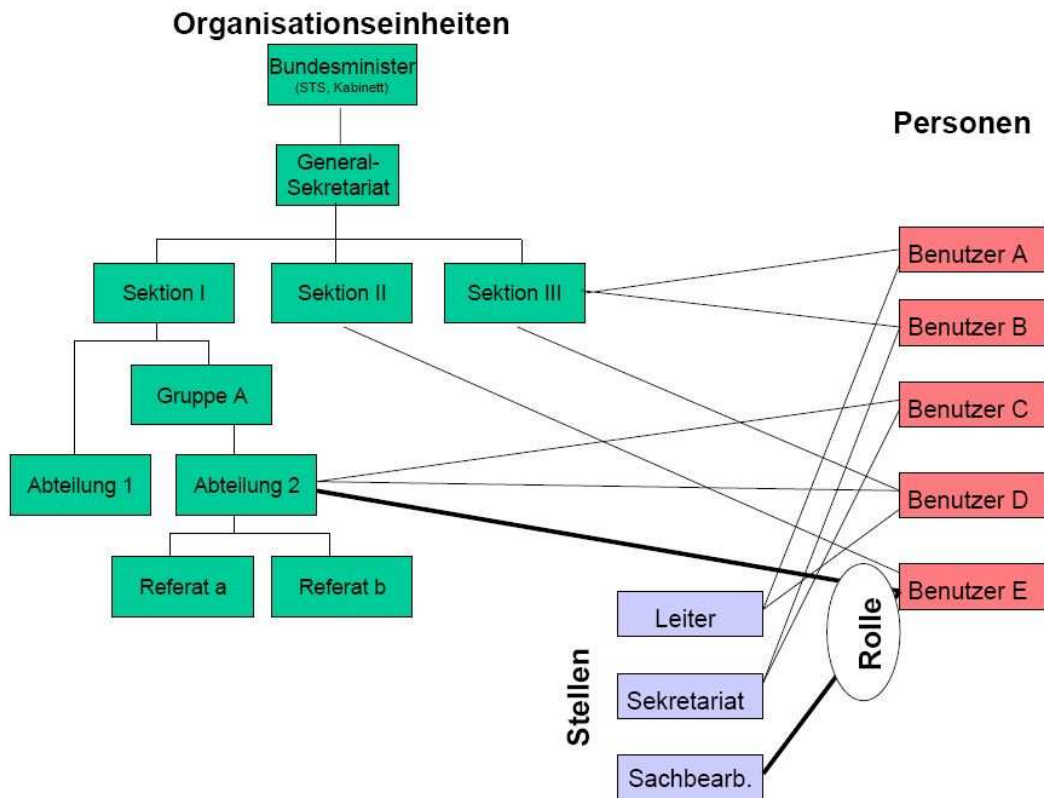 Organisationseinheiten
Bundesminister
(STS, Kabinett)
Personen
General-
Sekretariat
Benutzer A
Sektion I
Sektion II
Sektion III
Benutzer B
Gruppe A
Benutzer C
Abteilung 1
Abteilung 2
Benutzer D
Referat a
Referat b
Benutzer E
Leiter
Rolle
Stellen
Sekretariat
Sachbearb.